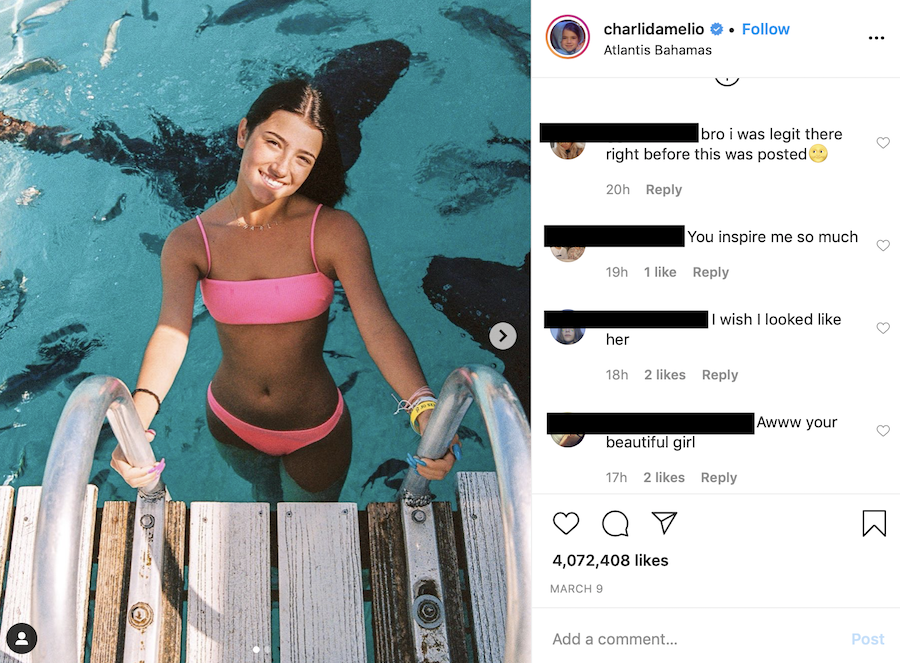 charlidamelio • Follow
Atlantis Bahamas
bro i was legit there
right before this was posted
20h Reply
You inspire me so much
19h 1 like Reply
I wish I looked like
her
18h 2 likes Reply
Awww your
beautiful girl
17h 2 likes Reply
4,072,408 likes
MARCH 9
Add a comment... Post